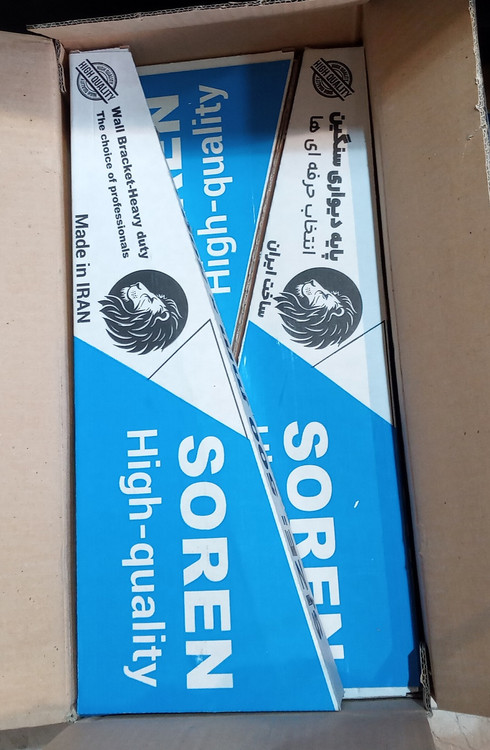 HIGH QUALITY
Wall Bracket-Heavy duty
The choice of professionals
Made in IRAN
SOREN
High-quality
High-quality
HIGH QUALITY
پایه دیواری سنگین
انتخاب حرفه ای ها
ساخت ایران
SOREN